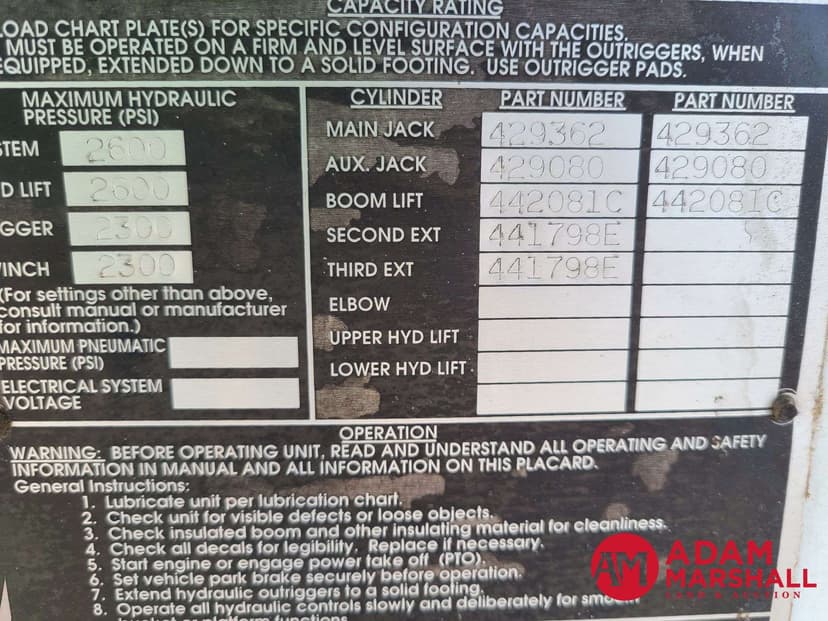 CAPACITY RATING
LOAD CHART PLATE(S) FOR SPECIFIC CONFIGURATION CAPACITIES.
MUST BE OPERATED ON A FIRM AND LEVEL SURFACE WITH THE OUTRIGGERS, WHEN
EQUIPPED, EXTENDED DOWN TO A SOLID FOOTING. USE OUTRIGGER PADS.
MAXIMUM HYDRAULIC
PRESSURE (PSI)
STEM 2600
D LIFT 2600
GGER 2300
WINCH 2300
(For settings other than above,
consult manual or manufacturer
for information.)
MAXIMUM PNEUMATIC
PRESSURE (PSI)
ELECTRICAL SYSTEM
VOLTAGE
CYLINDER PART NUMBER PART NUMBER
MAIN JACK 429362 429362
AUX. JACK 429080 429080
BOOM LIFT 442081C 442081C
SECOND EXT 441798E
THIRD EXT 441798E
ELBOW
UPPER HYD LIFT
LOWER HYD LIFT
OPERATION
WARNING: BEFORE OPERATING UNIT, READ AND UNDERSTAND ALL OPERATING AND SAFETY
INFORMATION IN MANUAL AND ALL INFORMATION ON THIS PLACARD.
General Instructions:
1. Lubricate unit per lubrication chart.
2. Check unit for visible defects or loose objects.
3. Check insulated boom and other insulating material for cleanliness.
4. Check all decals for legibility. Replace if necessary.
5. Start engine or engage power take off (PTO).
6. Set vehicle park brake securely before operation.
7. Extend hydraulic outriggers to a solid footing.
8. Operate all hydraulic controls slowly and deliberately for smooth
bucket or platform functions.
AM ADAM
MARSHALL
LAND & AUCTION